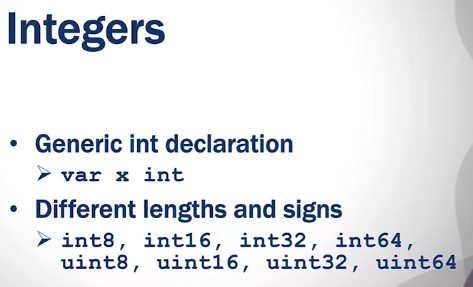 Integers
• Generic int declaration
➢ var x int
• Different lengths and signs
➢ int8, int16, int32, int64,
uint8, uint16, uint32, uint64